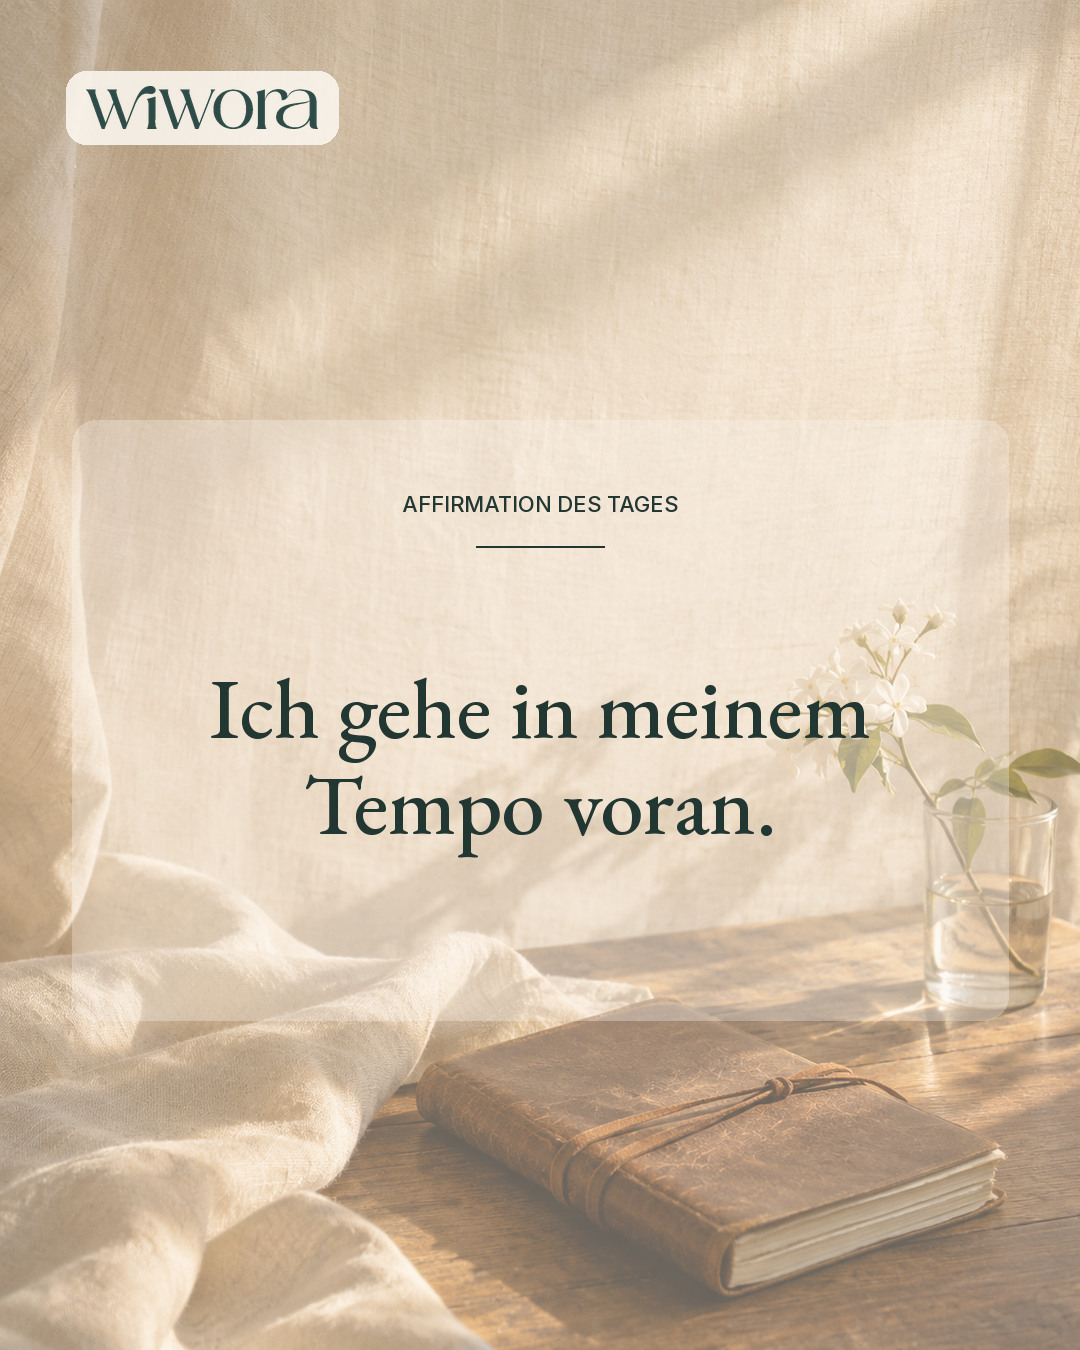 wiwora
AFFIRMATION DES TAGES
Ich gehe in meinem
Tempo voran.